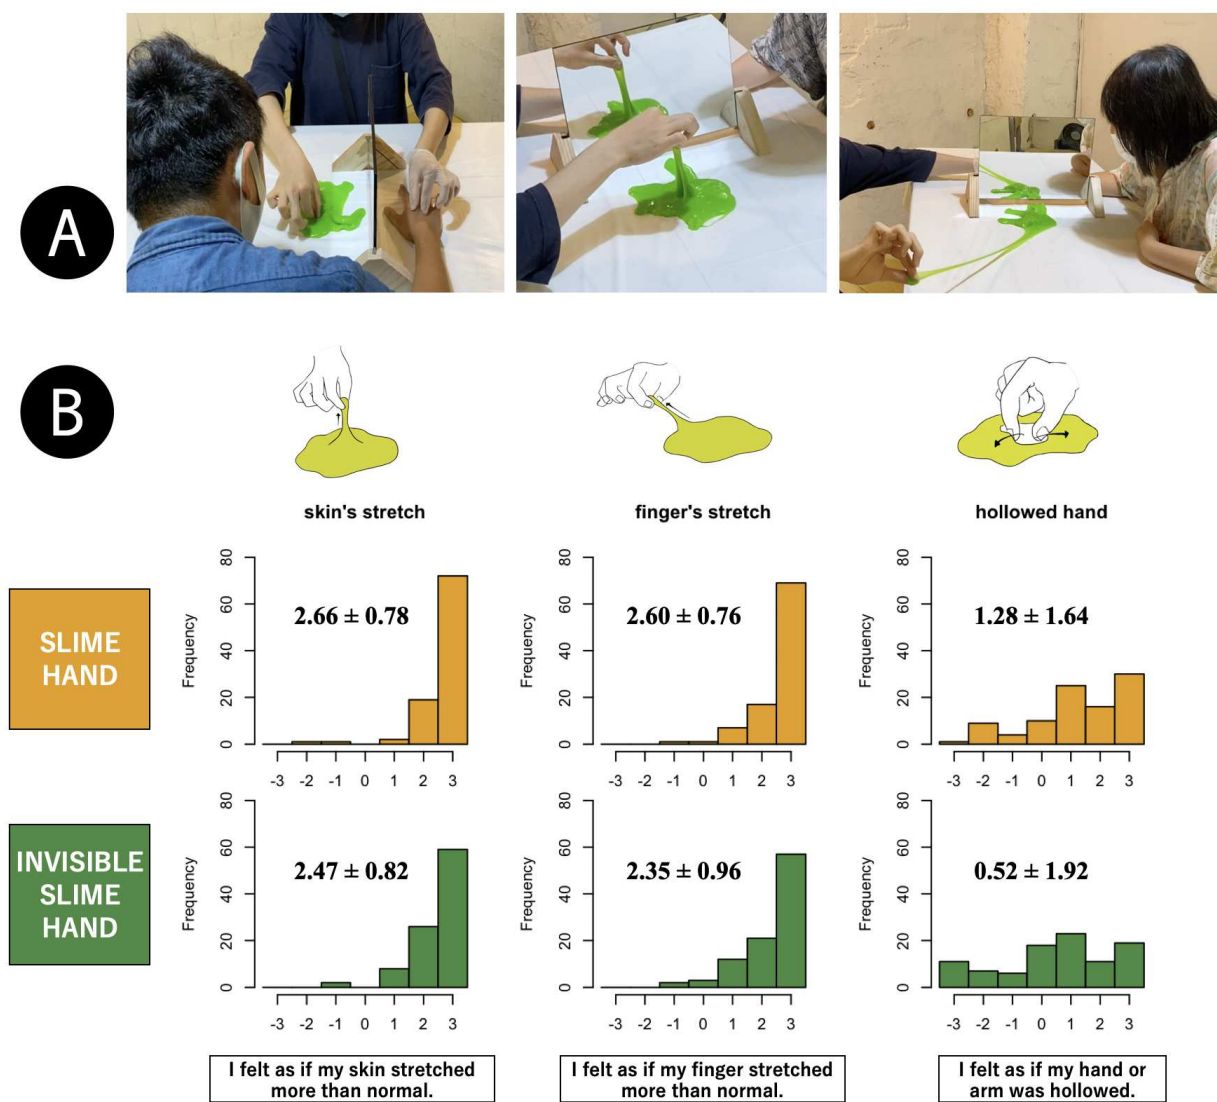 A
B
skin's stretch
finger's stretch
hollowed hand
SLIME
HAND
Frequency
0
20
40
60
80
2.66 ± 0.78
-3 -2 -1 0 1 2 3
Frequency
0
20
40
60
80
2.60 ± 0.76
-3 -2 -1 0 1 2 3
Frequency
0
20
40
60
80
1.28 ± 1.64
-3 -2 -1 0 1 2 3
INVISIBLE
SLIME
HAND
Frequency
0
20
40
60
80
2.47 ± 0.82
-3 -2 -1 0 1 2 3
Frequency
0
20
40
60
80
2.35 ± 0.96
-3 -2 -1 0 1 2 3
Frequency
0
20
40
60
80
0.52 ± 1.92
-3 -2 -1 0 1 2 3
I felt as if my skin stretched
more than normal.
I felt as if my finger stretched
more than normal.
I felt as if my hand or
arm was hollowed.